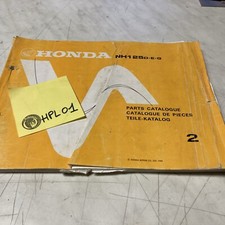 HONDA NH125D·E·G
HPL01
PARTS CATALOGUE
CATALOGUE DE PIECES
TEILE-KATALOG
2